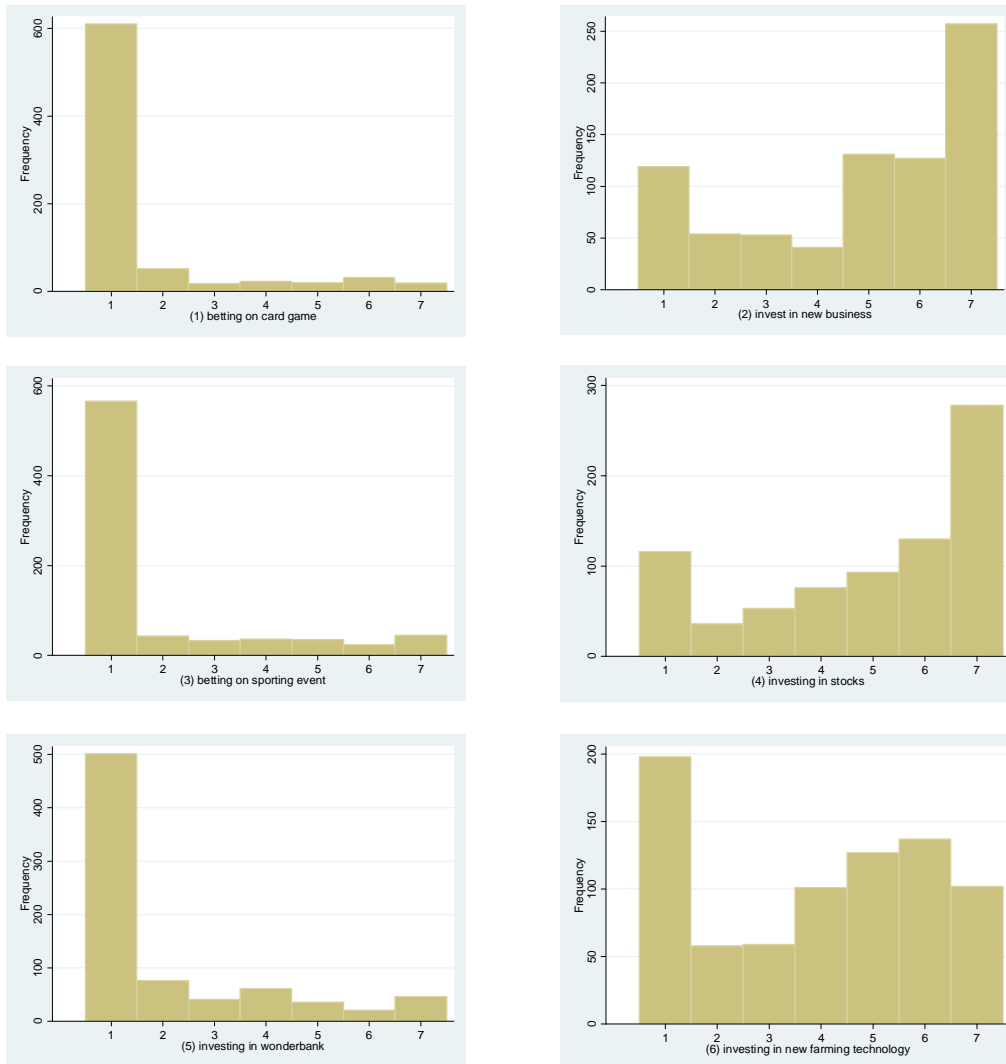 600
400
200
0
Frequency
1 2 3 4 5 6 7
(1) betting on card game
250
200
150
100
50
0
Frequency
1 2 3 4 5 6 7
(2) invest in new business
600
400
200
0
Frequency
1 2 3 4 5 6 7
(3) betting on sporting event
300
200
100
0
Frequency
1 2 3 4 5 6 7
(4) investing in stocks
500
400
300
200
100
0
Frequency
1 2 3 4 5 6 7
(5) investing in wonderbank
200
150
100
50
0
Frequency
1 2 3 4 5 6 7
(6) investing in new farming technology